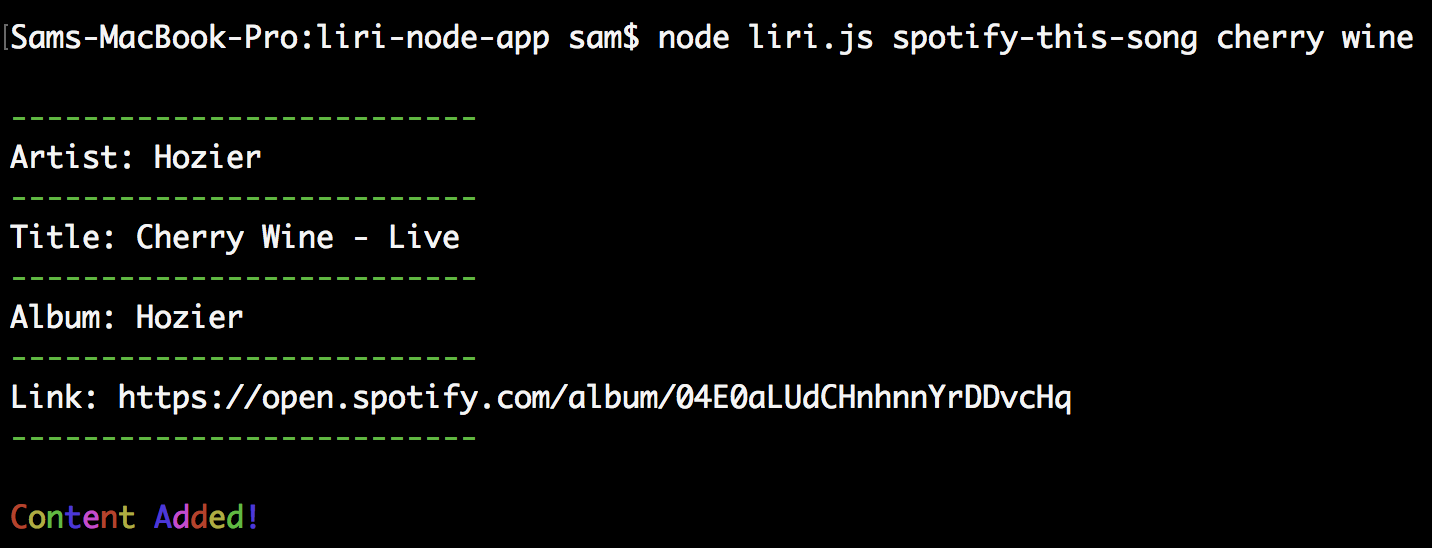 [Sams-MacBook-Pro:liri-node-app sam$ node liri.js spotify-this-song cherry wine
--------------------------
Artist: Hozier
--------------------------
Title: Cherry Wine - Live
--------------------------
Album: Hozier
--------------------------
Link: https://open.spotify.com/album/04E0aLUdCHnhnnYrDDvcHq
--------------------------
Content Added!